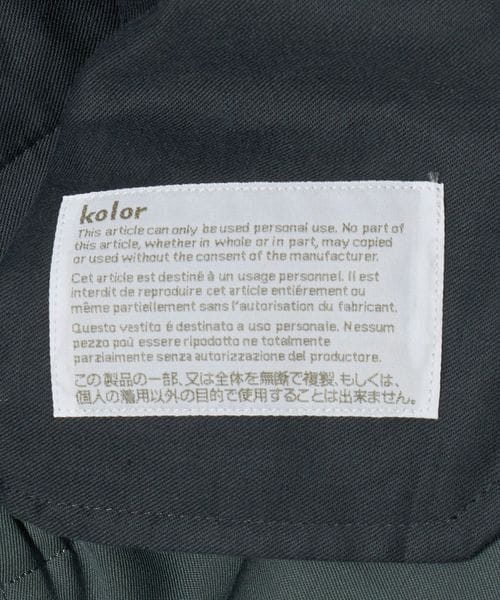 kolor
This article can only be used personal use. No part of
this article, whether in whole or in part, may copied
or used without the consent of the manufacturer.
Cet article est destiné à un usage personnel. Il est
interdit de reproduire cet article entiérement ou
même partiellement sans l'autorisation du fabricant.
Questo vestito é destinato a uso personale. Nessum
pezzo poü essere ripodotto ne totalmente
parziaimente senza autorizzazione del produttore.
この製品の一部、又は全体を無断で複製、もしくは、
個人の着用以外の目的で使用することは出来ません。